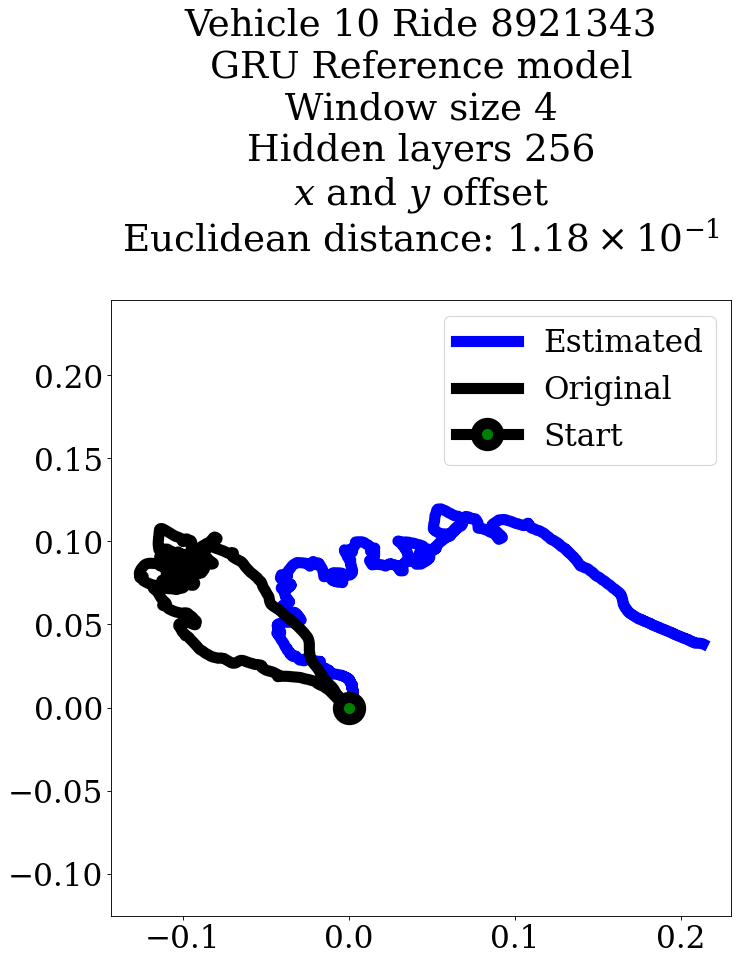 Vehicle 10 Ride 8921343
GRU Reference model
Window size 4
Hidden layers 256
x and y offset
Euclidean distance: 1.18 × 10⁻¹
Estimated
Original
Start
0.20
0.15
0.10
0.05
0.00
−0.05
−0.10
−0.1 0.0 0.1 0.2